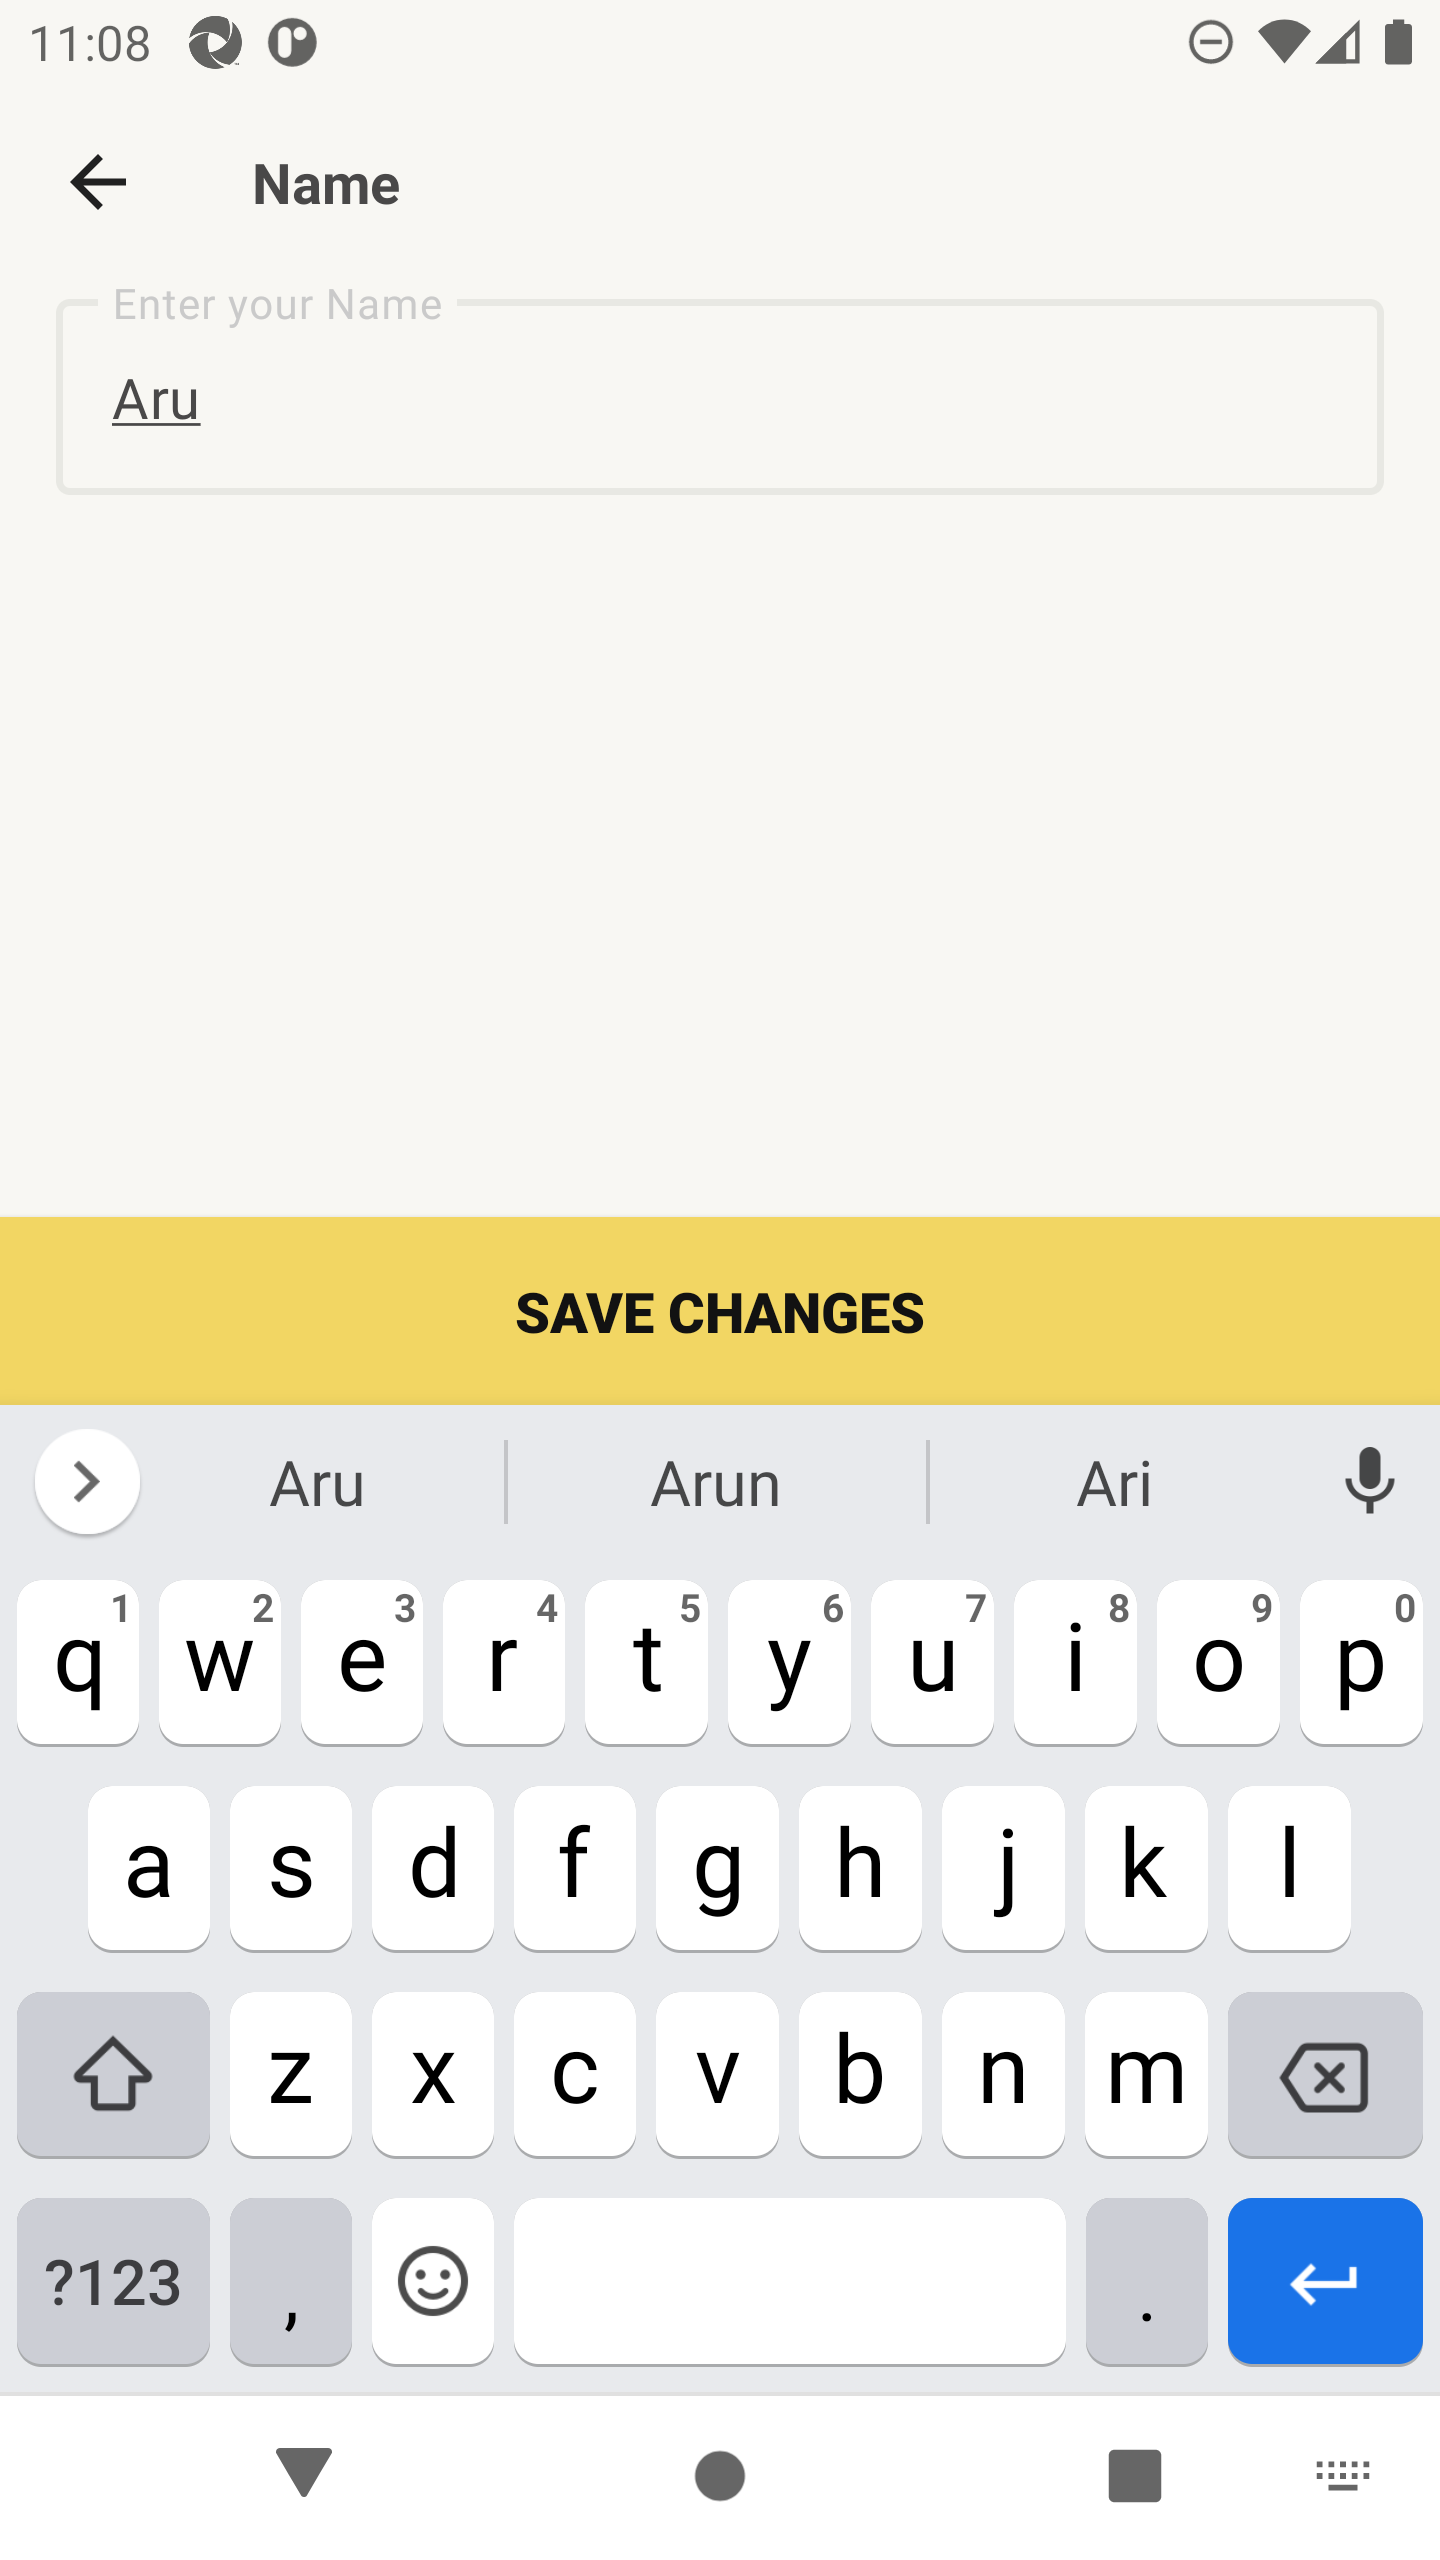 11:08
Name
Enter your Name
Aru
SAVE CHANGES
Aru Arun Ari
q 1 w 2 e 3 r 4 t 5 y 6 u 7 i 8 o 9 p 0
a s d f g h j k l
z x c v b n m
?123 , .